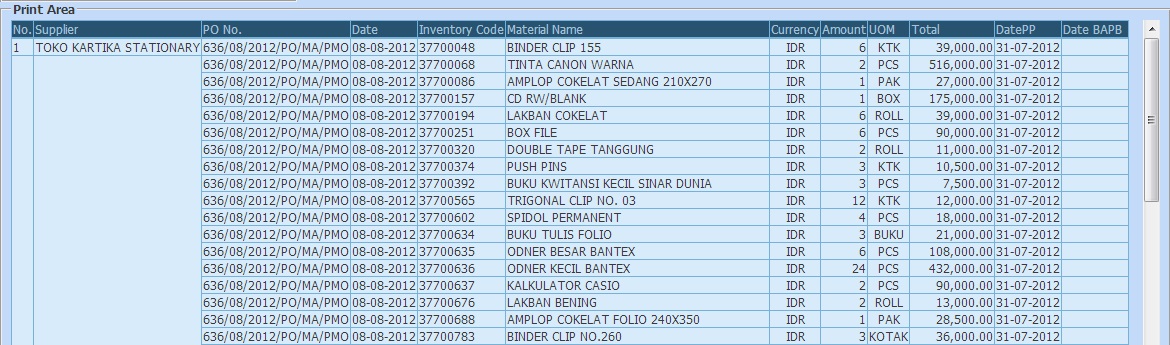 Print Area
No. Supplier PO No. Date Inventory Code Material Name Currency Amount UOM Total DatePP Date BAPB
1 TOKO KARTIKA STATIONARY 636/08/2012/PO/MA/PMO 08-08-2012 37700048 BINDER CLIP 155 IDR 6 KTK 39,000.00 31-07-2012
636/08/2012/PO/MA/PMO 08-08-2012 37700068 TINTA CANON WARNA IDR 2 PCS 516,000.00 31-07-2012
636/08/2012/PO/MA/PMO 08-08-2012 37700086 AMPLOP COKELAT SEDANG 210X270 IDR 1 PAK 27,000.00 31-07-2012
636/08/2012/PO/MA/PMO 08-08-2012 37700157 CD RW/BLANK IDR 1 BOX 175,000.00 31-07-2012
636/08/2012/PO/MA/PMO 08-08-2012 37700194 LAKBAN COKELAT IDR 6 ROLL 39,000.00 31-07-2012
636/08/2012/PO/MA/PMO 08-08-2012 37700251 BOX FILE IDR 6 PCS 90,000.00 31-07-2012
636/08/2012/PO/MA/PMO 08-08-2012 37700320 DOUBLE TAPE TANGGUNG IDR 2 ROLL 11,000.00 31-07-2012
636/08/2012/PO/MA/PMO 08-08-2012 37700374 PUSH PINS IDR 3 KTK 10,500.00 31-07-2012
636/08/2012/PO/MA/PMO 08-08-2012 37700392 BUKU KWITANSI KECIL SINAR DUNIA IDR 3 PCS 7,500.00 31-07-2012
636/08/2012/PO/MA/PMO 08-08-2012 37700565 TRIGONAL CLIP NO. 03 IDR 12 KTK 12,000.00 31-07-2012
636/08/2012/PO/MA/PMO 08-08-2012 37700602 SPIDOL PERMANENT IDR 4 PCS 18,000.00 31-07-2012
636/08/2012/PO/MA/PMO 08-08-2012 37700634 BUKU TULIS FOLIO IDR 3 BUKU 21,000.00 31-07-2012
636/08/2012/PO/MA/PMO 08-08-2012 37700635 ODNER BESAR BANTEX IDR 6 PCS 108,000.00 31-07-2012
636/08/2012/PO/MA/PMO 08-08-2012 37700636 ODNER KECIL BANTEX IDR 24 PCS 432,000.00 31-07-2012
636/08/2012/PO/MA/PMO 08-08-2012 37700637 KALKULATOR CASIO IDR 2 PCS 90,000.00 31-07-2012
636/08/2012/PO/MA/PMO 08-08-2012 37700676 LAKBAN BENING IDR 2 ROLL 13,000.00 31-07-2012
636/08/2012/PO/MA/PMO 08-08-2012 37700688 AMPLOP COKELAT FOLIO 240X350 IDR 1 PAK 28,500.00 31-07-2012
636/08/2012/PO/MA/PMO 08-08-2012 37700783 BINDER CLIP NO.260 IDR 3 KOTAK 36,000.00 31-07-2012